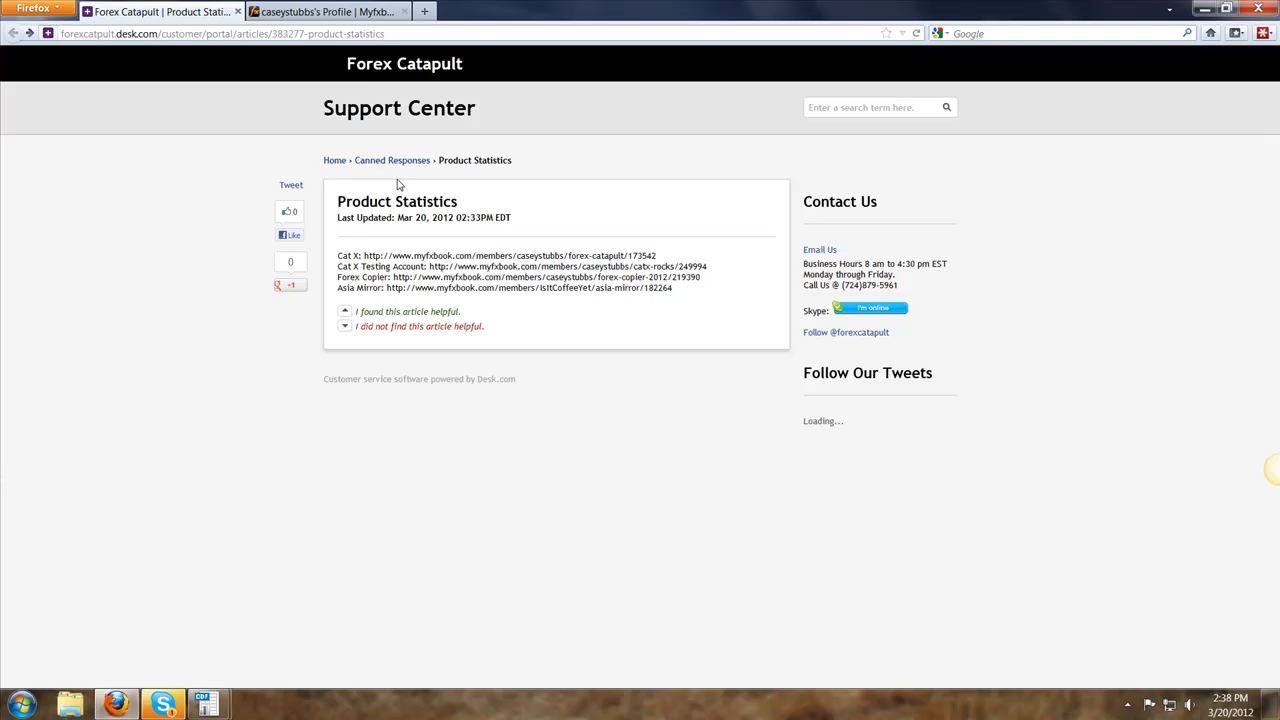 Firefox
Forex Catapult | Product Stati...
caseystubbs's Profile | Myfxb...
forexcatpult.desk.com/customer/portal/articles/383277-product-statistics
Google
Forex Catapult
Support Center
Enter a search term here.
Home › Canned Responses › Product Statistics
Tweet
0
Like
0
+1
Product Statistics
Last Updated: Mar 20, 2012 02:33PM EDT
Cat X: http://www.myfxbook.com/members/caseystubbs/forex-catapult/173542
Cat X Testing Account: http://www.myfxbook.com/members/caseystubbs/catx-rocks/249994
Forex Copier: http://www.myfxbook.com/members/caseystubbs/forex-copier-2012/219390
Asia Mirror: http://www.myfxbook.com/members/IsItCoffeeYet/asia-mirror/182264
I found this article helpful.
I did not find this article helpful.
Customer service software powered by Desk.com
Contact Us
Email Us
Business Hours 8 am to 4:30 pm EST
Monday through Friday.
Call Us @ (724)879-5961
Skype: I'm online
Follow @forexcatapult
Follow Our Tweets
Loading...
CDF
2:38 PM
3/20/2012